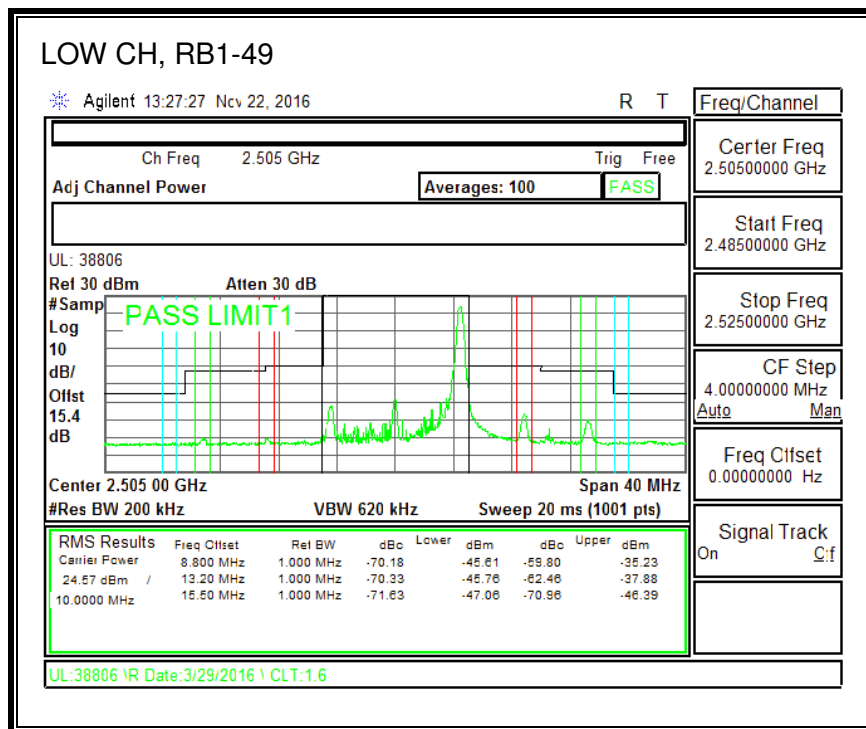 LOW CH, RB1-49
Agilent 13:27:27 Nov 22, 2016 R T
Freq/Channel
Ch Freq 2.505 GHz Trig Free
Adj Channel Power Averages: 100 PASS
Center Freq
2.50500000 GHz
Start Freq
2.48500000 GHz
Stop Freq
2.52500000 GHz
CF Step
4.00000000 MHz
Auto Man
Freq Offset
0.00000000 Hz
Signal Track
On Off
UL: 38806
Ref 30 dBm Atten 30 dB
#Samp
Log
10
dB/
Offst
15.4
dB
PASS LIMIT1
Center 2.505 00 GHz Span 40 MHz
#Res BW 200 kHz VBW 620 kHz Sweep 20 ms (1001 pts)
RMS Results Freq Offset Ref BW dBc Lower dBm dBc Upper dBm
Carrier Power 8.800 MHz 1.000 MHz -70.18 -45.61 -59.80 -35.23
24.57 dBm / 13.20 MHz 1.000 MHz -70.33 -45.76 -62.46 -37.88
10.0000 MHz 15.50 MHz 1.000 MHz -71.63 -47.06 -70.96 -46.39
UL:38806 \R Date:3/29/2016 \ CLT:1.6